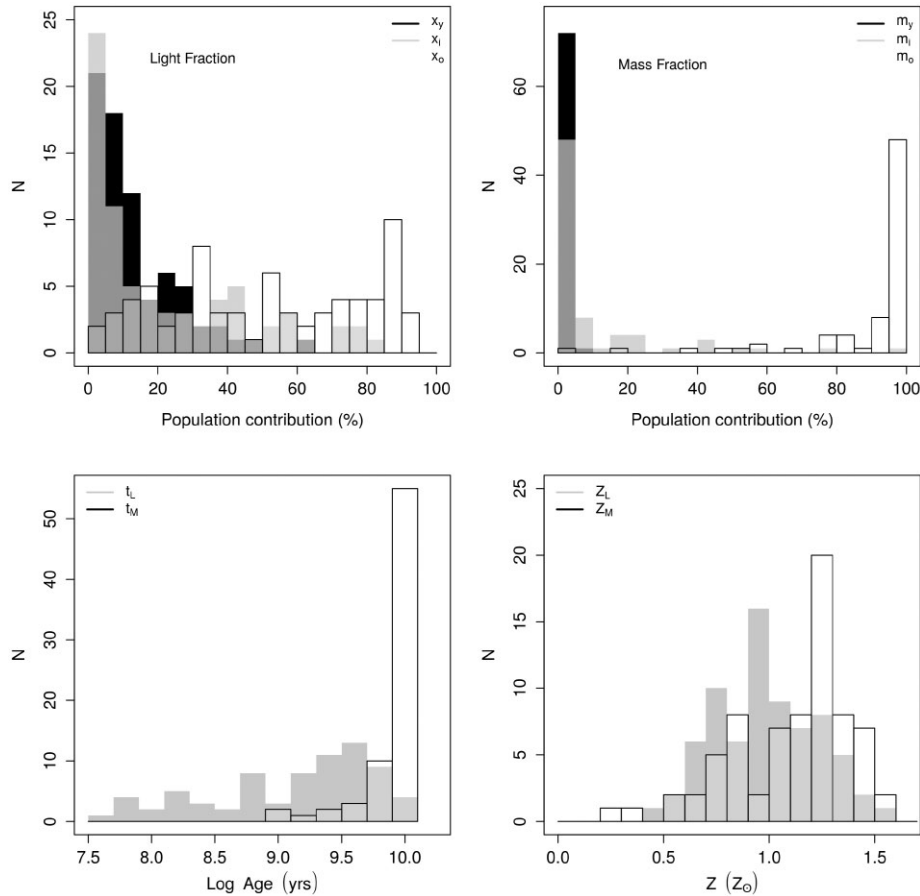 25
20
15
10
5
0
N
Light Fraction
x_y
x_i
x_o
0 20 40 60 80 100
Population contribution (%)
60
40
20
0
N
Mass Fraction
m_y
m_i
m_o
0 20 40 60 80 100
Population contribution (%)
50
40
30
20
10
0
N
t_L
t_M
7.5 8.0 8.5 9.0 9.5 10.0
Log Age (yrs)
25
20
15
10
5
0
N
Z_L
Z_M
0.0 0.5 1.0 1.5
Z (Z_⊙)